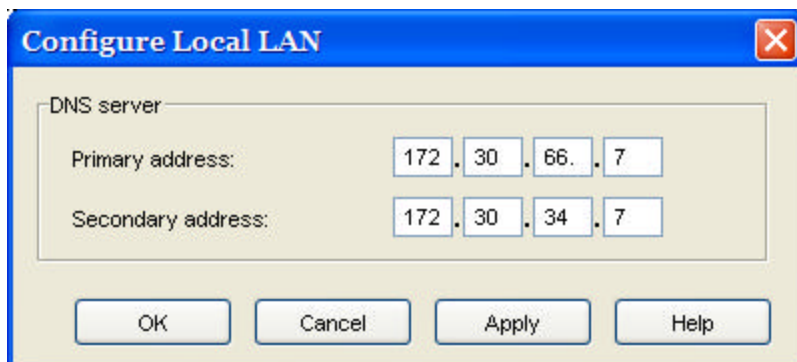 Configure Local LAN
DNS server
Primary address: 172 . 30 . 66. . 7
Secondary address: 172 . 30 . 34 . 7
OK Cancel Apply Help